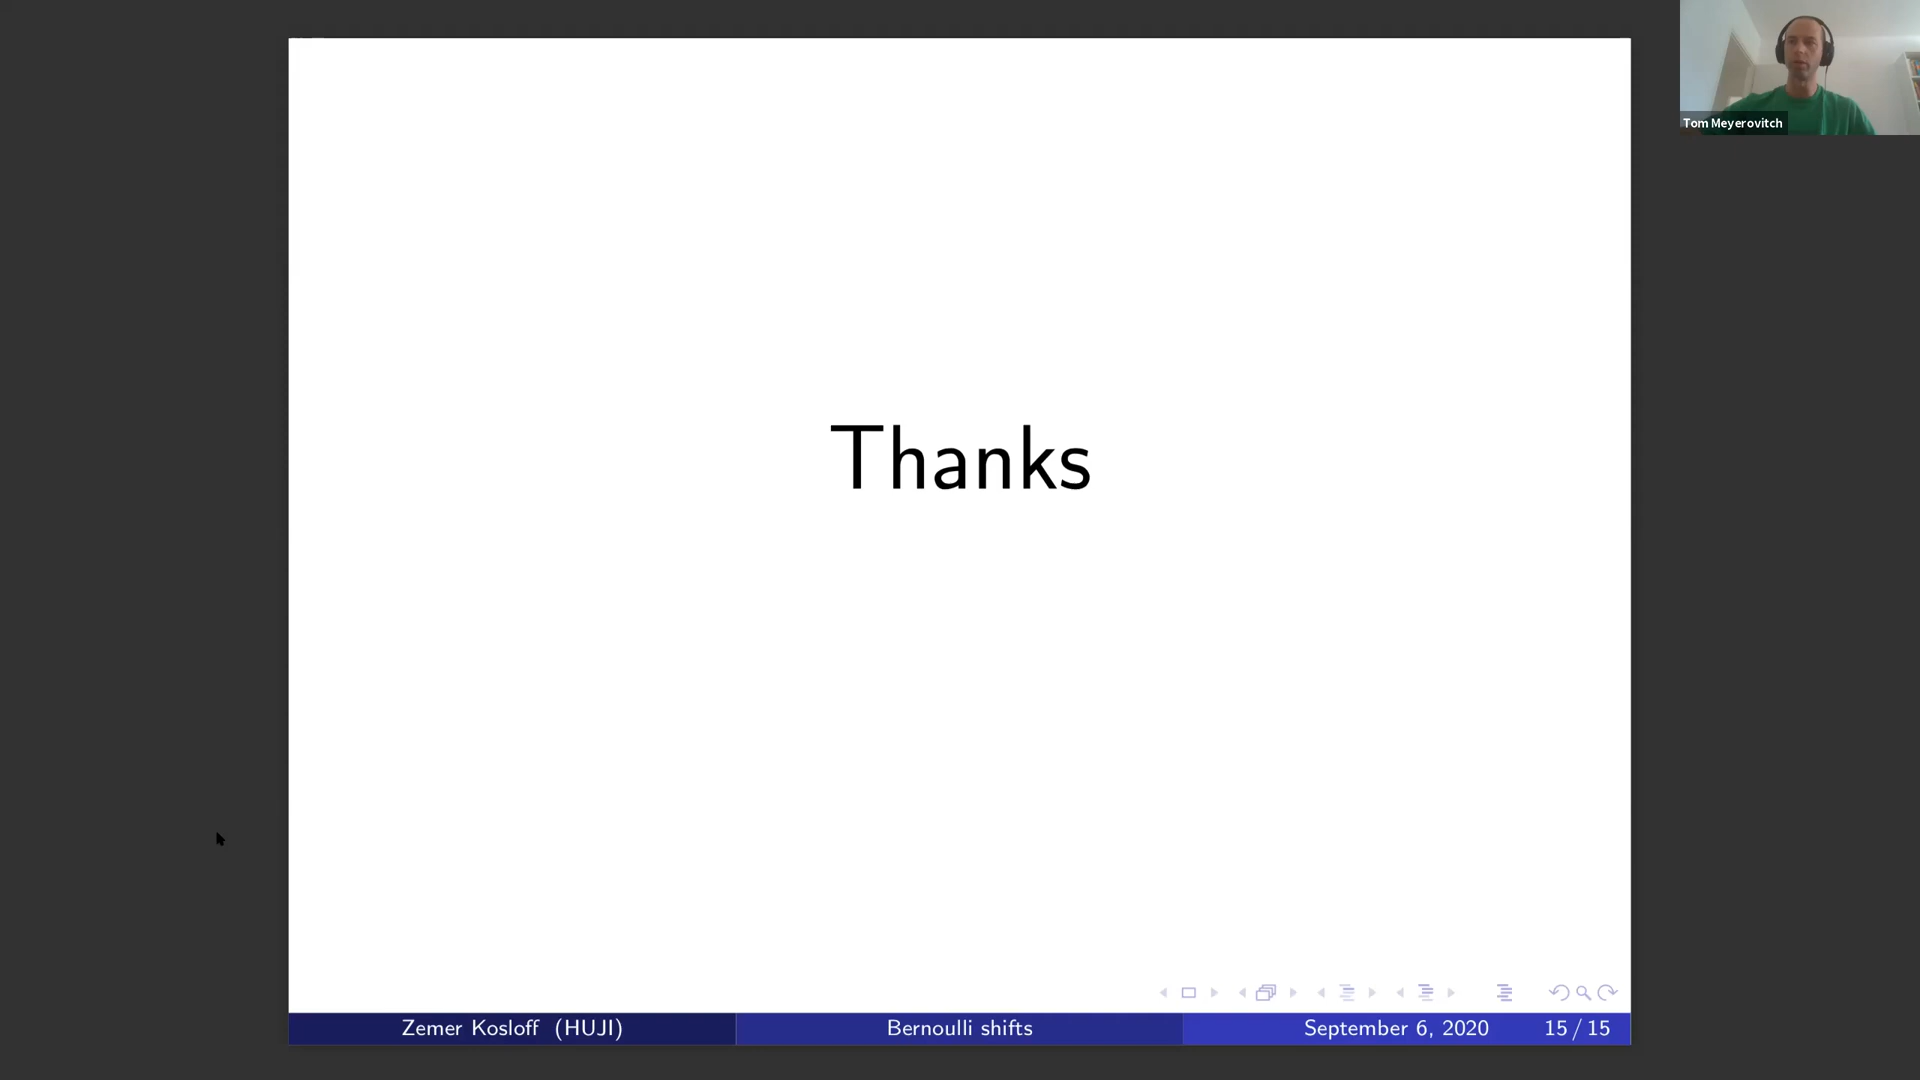 Tom Meyerovitch
Thanks
Zemer Kosloff (HUJI)
Bernoulli shifts
September 6, 2020
15 / 15